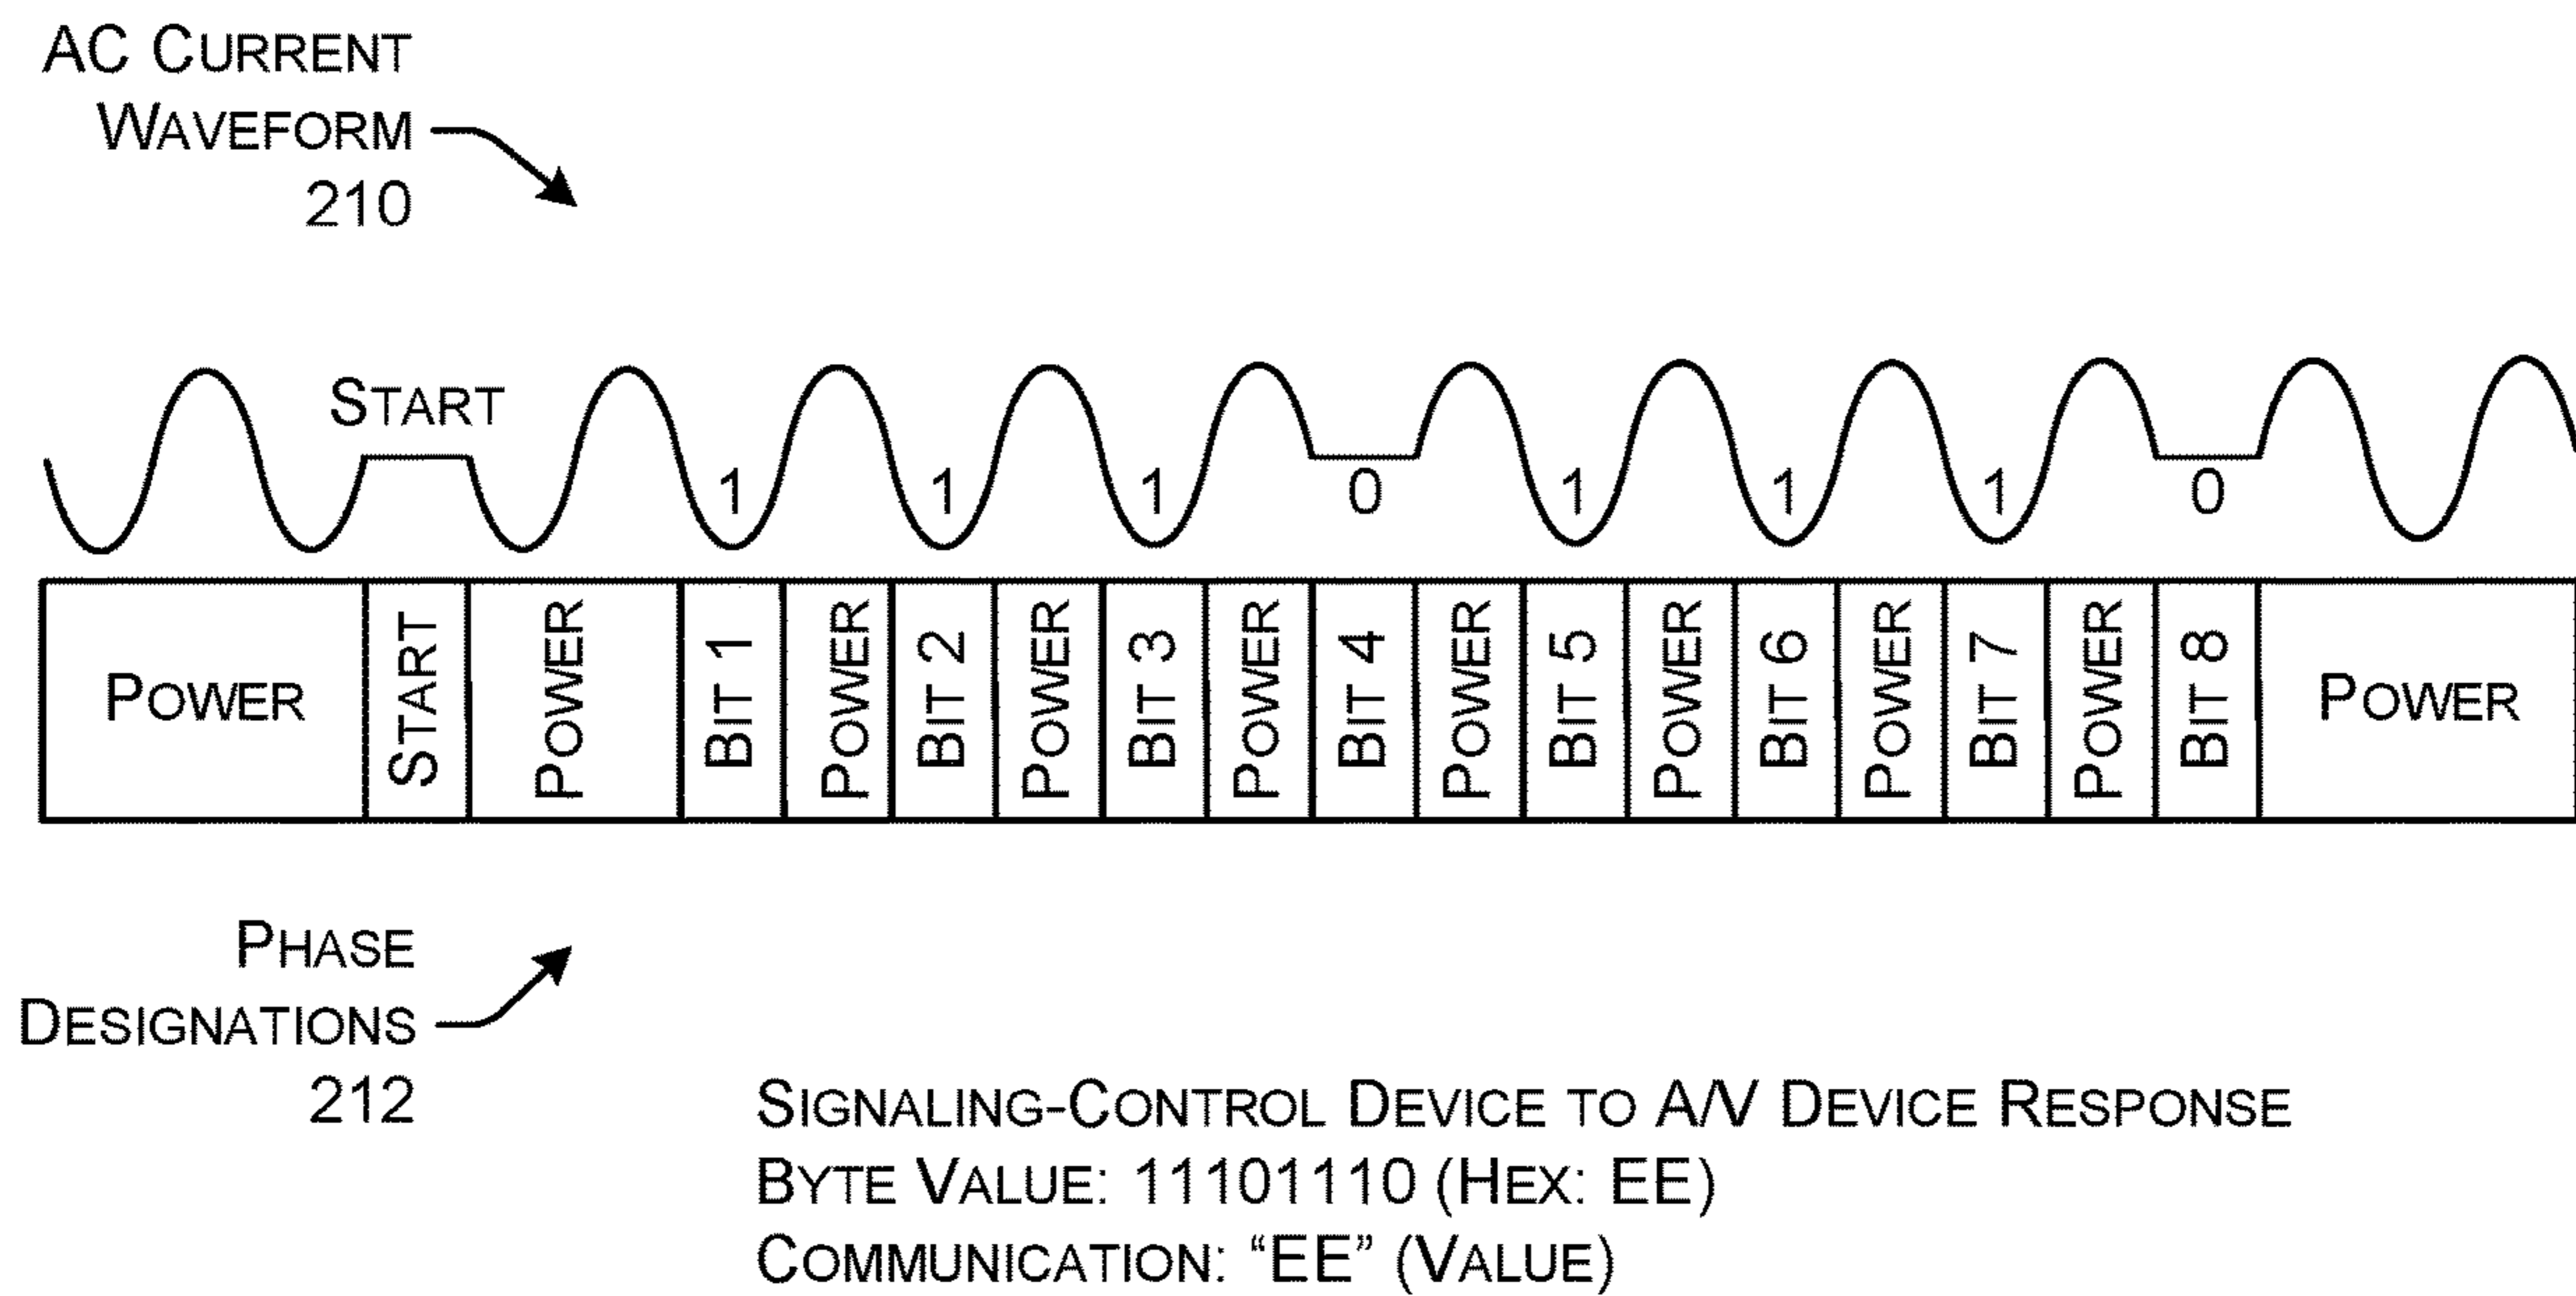 AC CURRENT
WAVEFORM
210
START
1 1 1 0 1 1 1 0
POWER START POWER BIT 1 POWER BIT 2 POWER BIT 3 POWER BIT 4 POWER BIT 5 POWER BIT 6 POWER BIT 7 POWER BIT 8 POWER
PHASE
DESIGNATIONS
212
SIGNALING-CONTROL DEVICE TO A/V DEVICE RESPONSE
BYTE VALUE: 11101110 (HEX: EE)
COMMUNICATION: “EE” (VALUE)